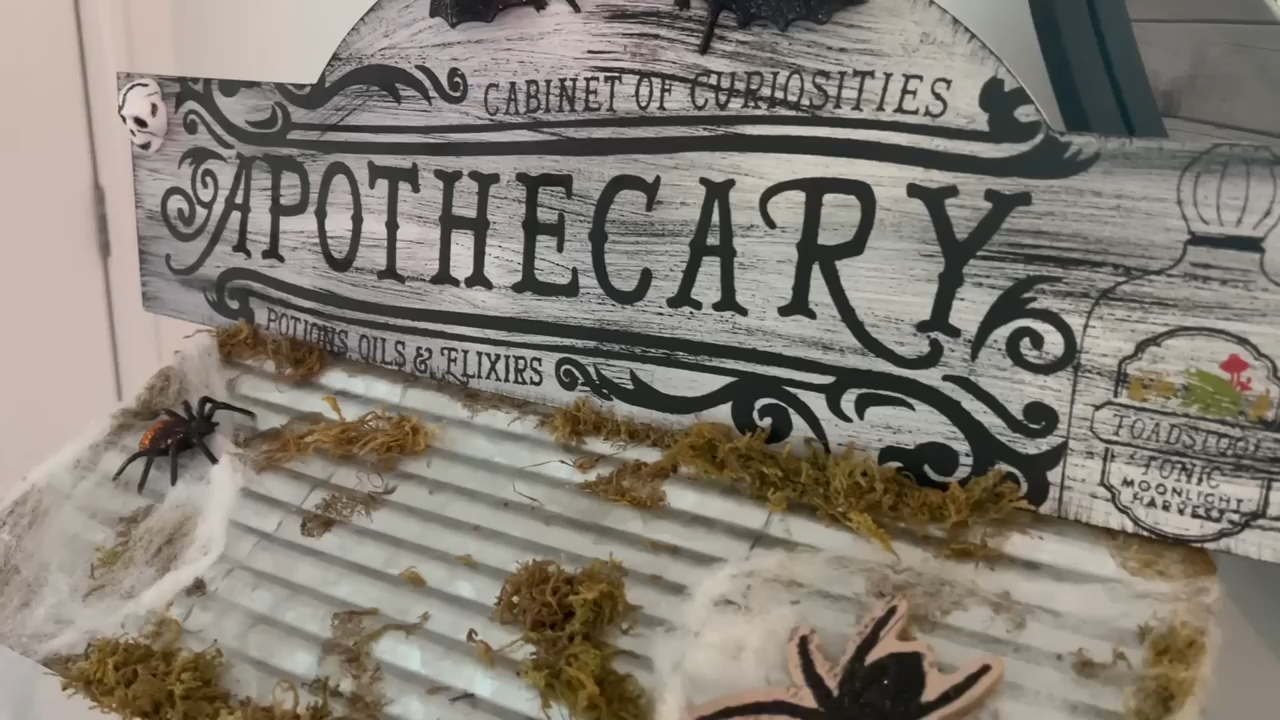 CABINET OF CURIOSITIES
APOTHECARY
POTIONS, OILS & ELIXIRS
TOADSTOOL
TONIC
MOONLIGHT
HARVEST